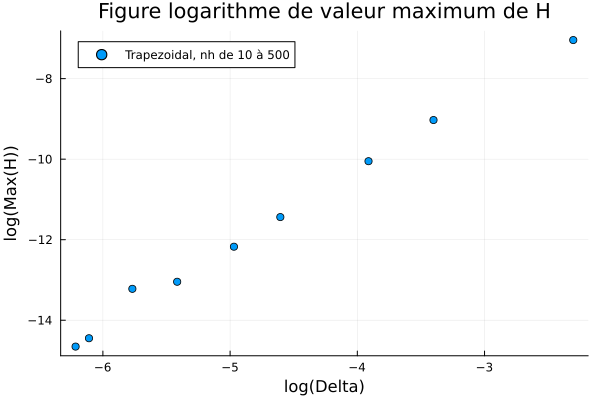 Figure logarithme de valeur maximum de H
Trapezoidal, nh de 10 à 500
log(Max(H))
−8
−10
−12
−14
−6
−5
−4
−3
log(Delta)